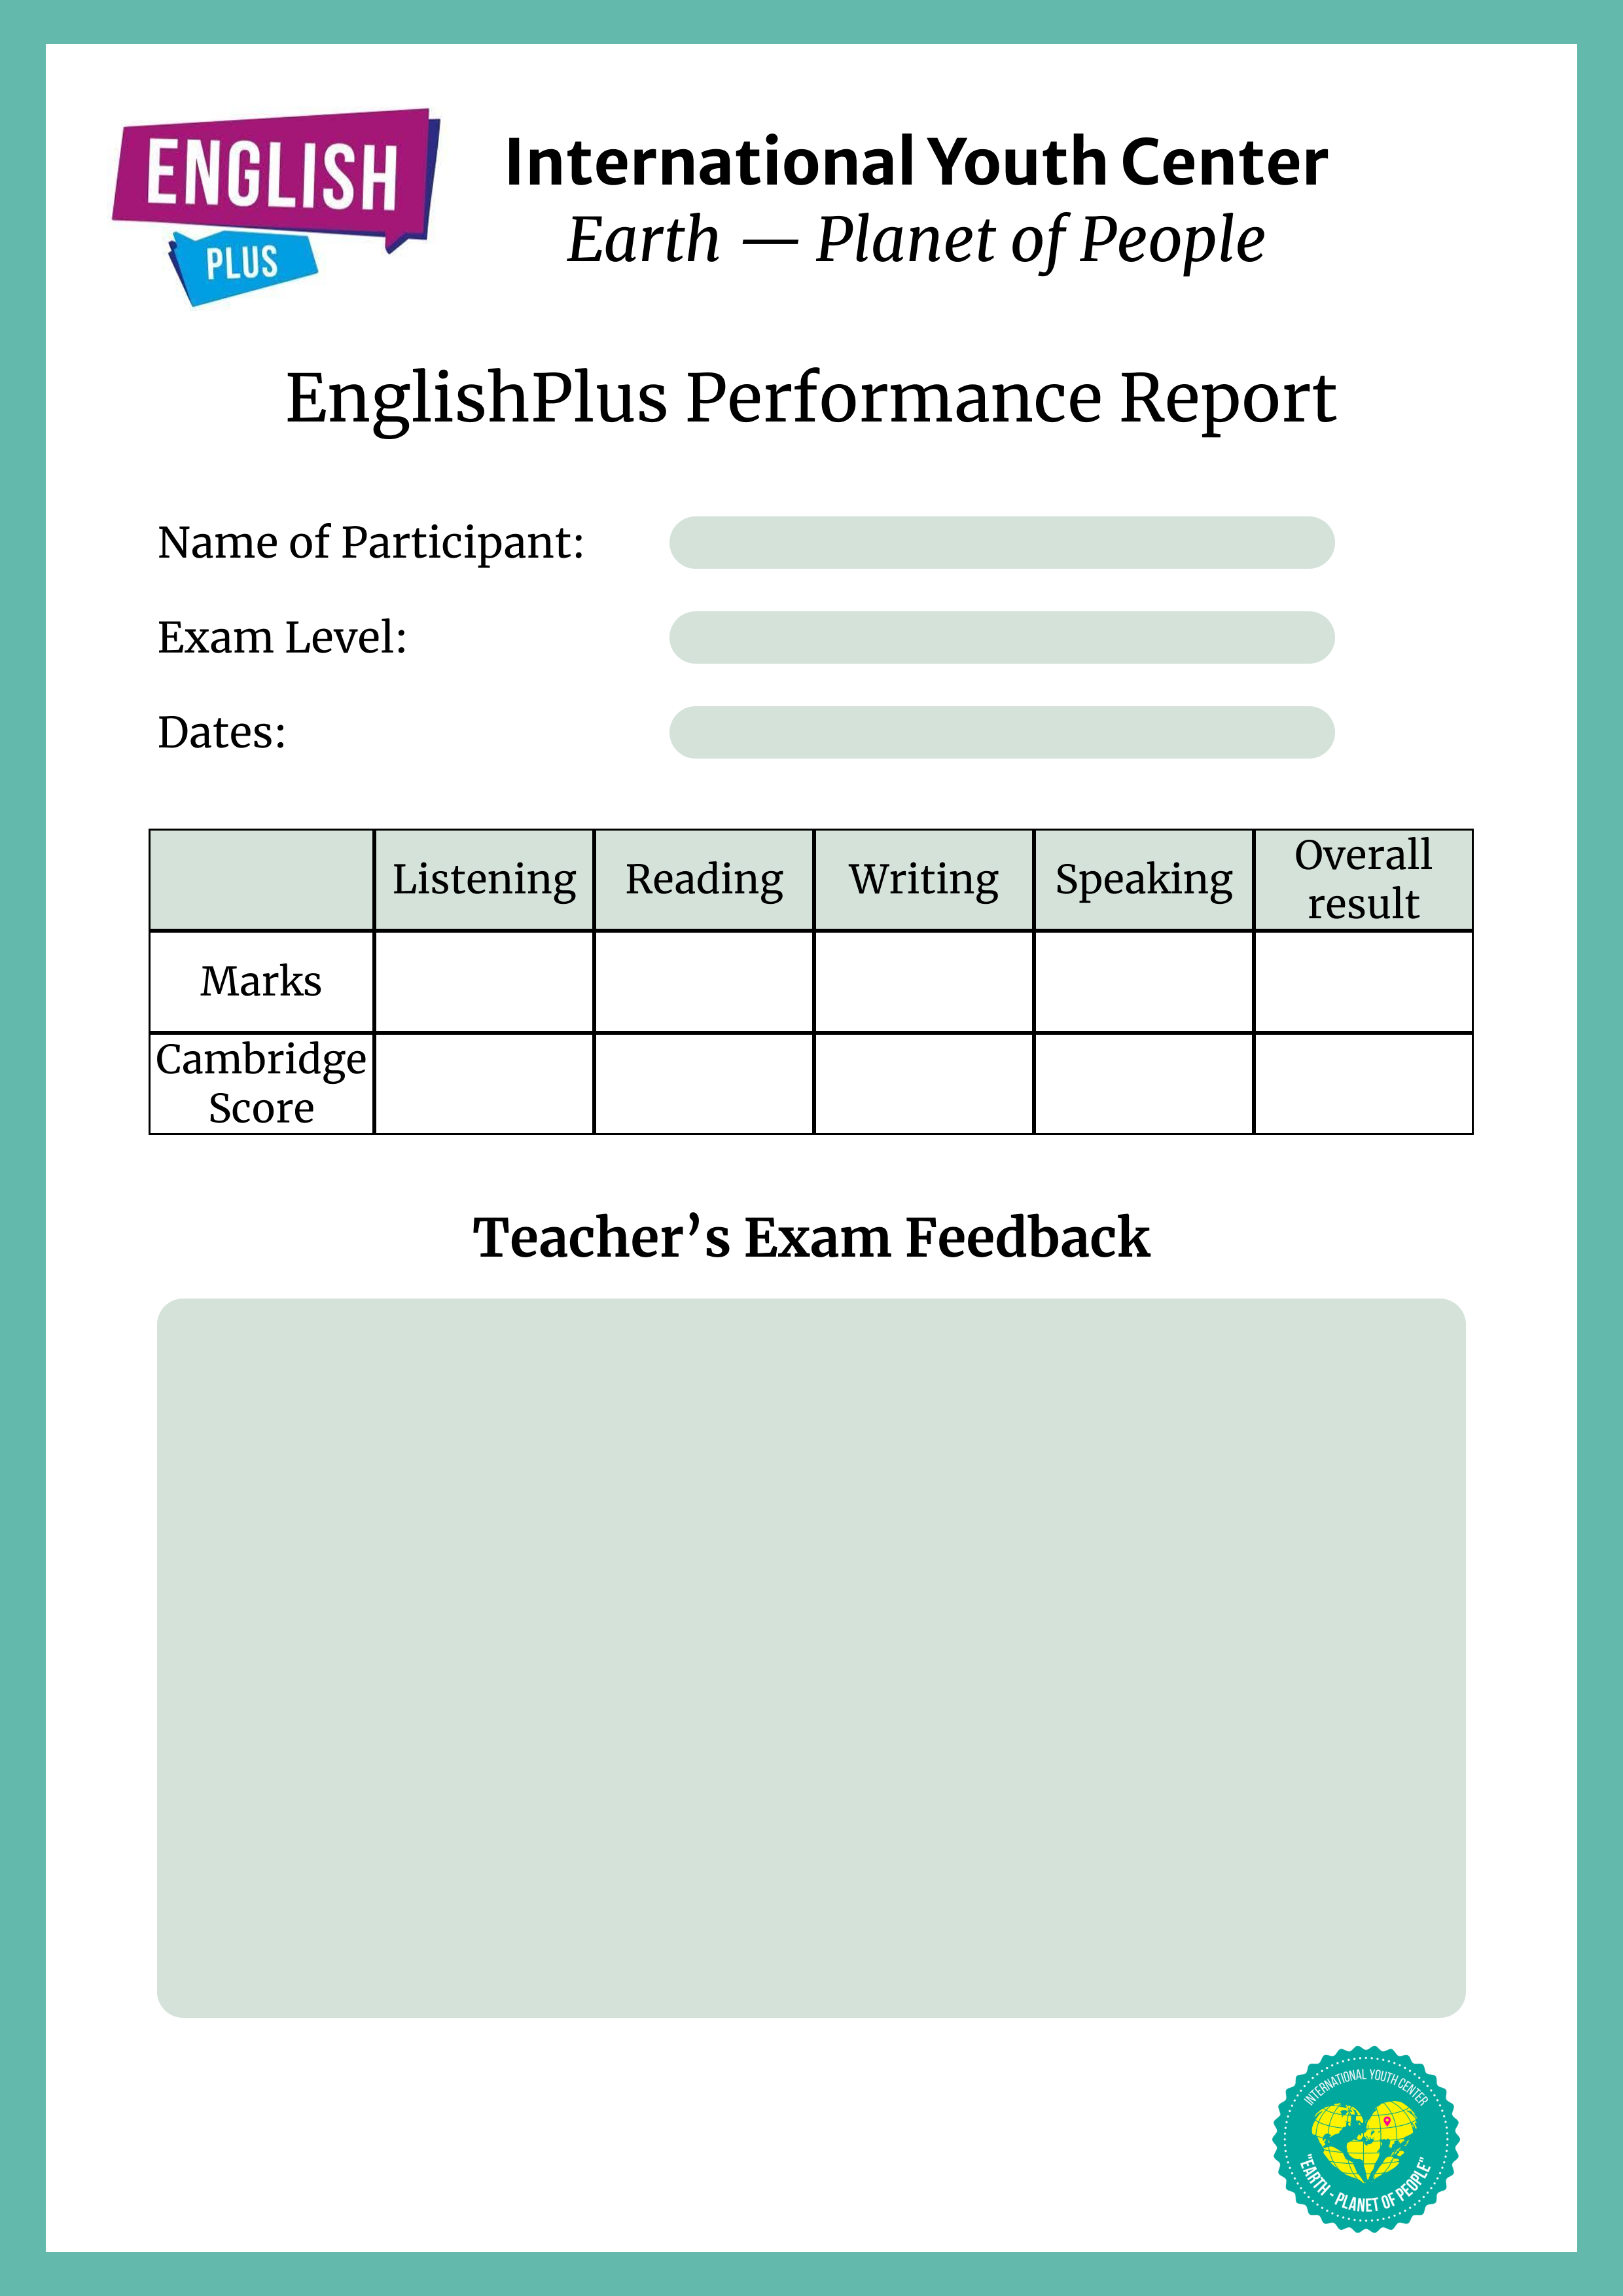 ENGLISH
PLUS
International Youth Center
Earth — Planet of People
EnglishPlus Performance Report
Name of Participant:
Exam Level:
Dates:
Listening Reading Writing Speaking Overall result
Marks
Cambridge
Score
Teacher’s Exam Feedback
INTERNATIONAL YOUTH CENTER
"EARTH - PLANET OF PEOPLE"